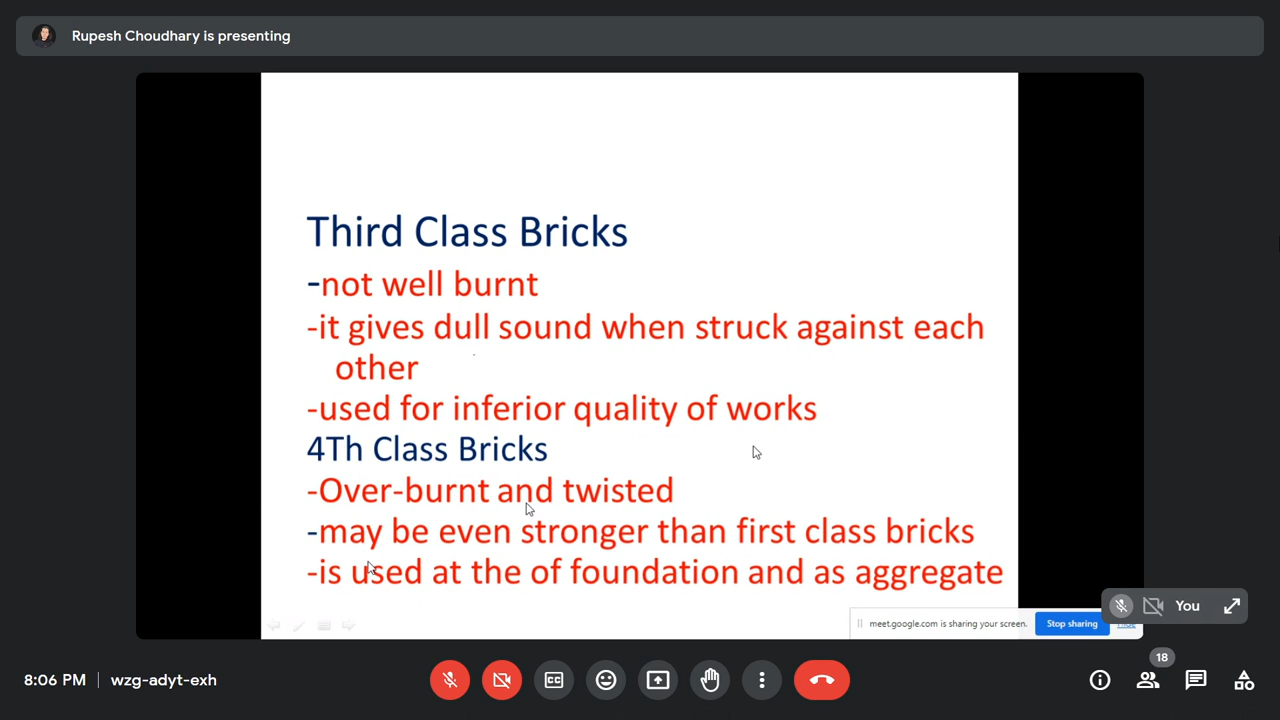 Rupesh Choudhary is presenting
Third Class Bricks
-not well burnt
-it gives dull sound when struck against each
other
-used for inferior quality of works
4Th Class Bricks
-Over-burnt and twisted
-may be even stronger than first class bricks
-is used at the of foundation and as aggregate
You
meet.google.com is sharing your screen.
Stop sharing
Hide
18
8:06 PM
wzg-adyt-exh